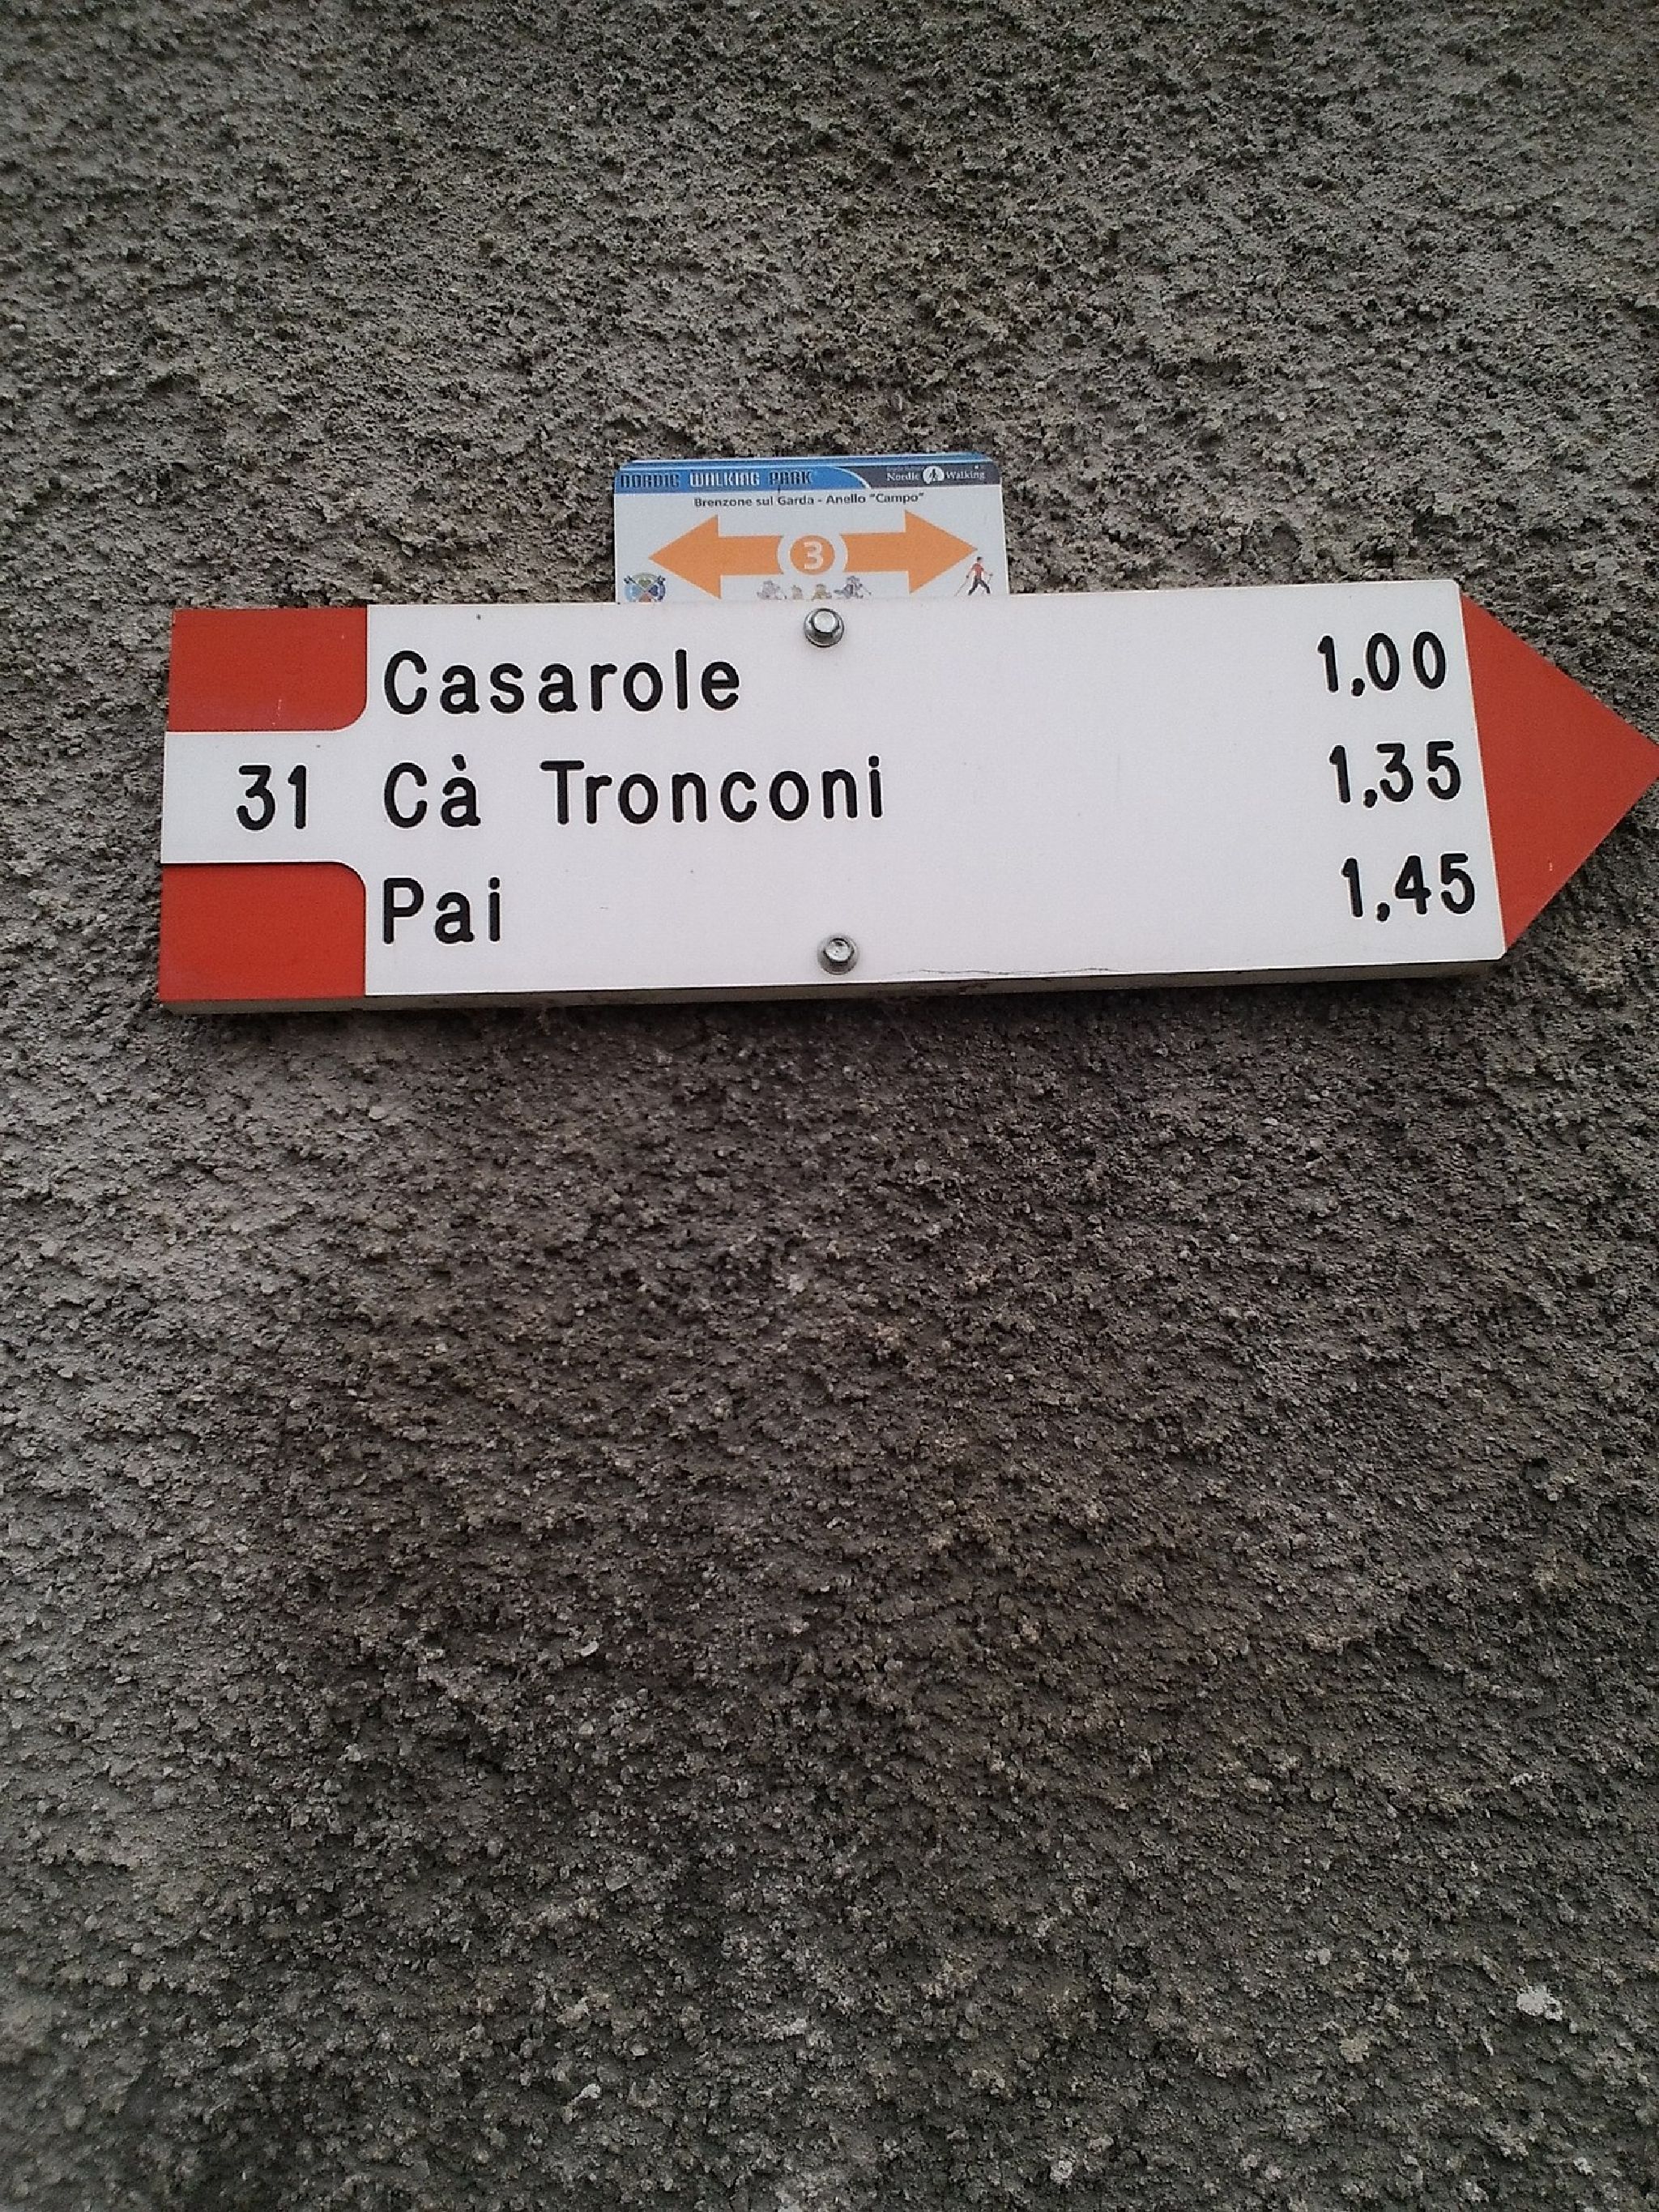 NORDIC WALKING PARK
Nordic Walking
Brenzone sul Garda - Anello "Campo"
3
Casarole 1,00
31 Cà Tronconi 1,35
Pai 1,45